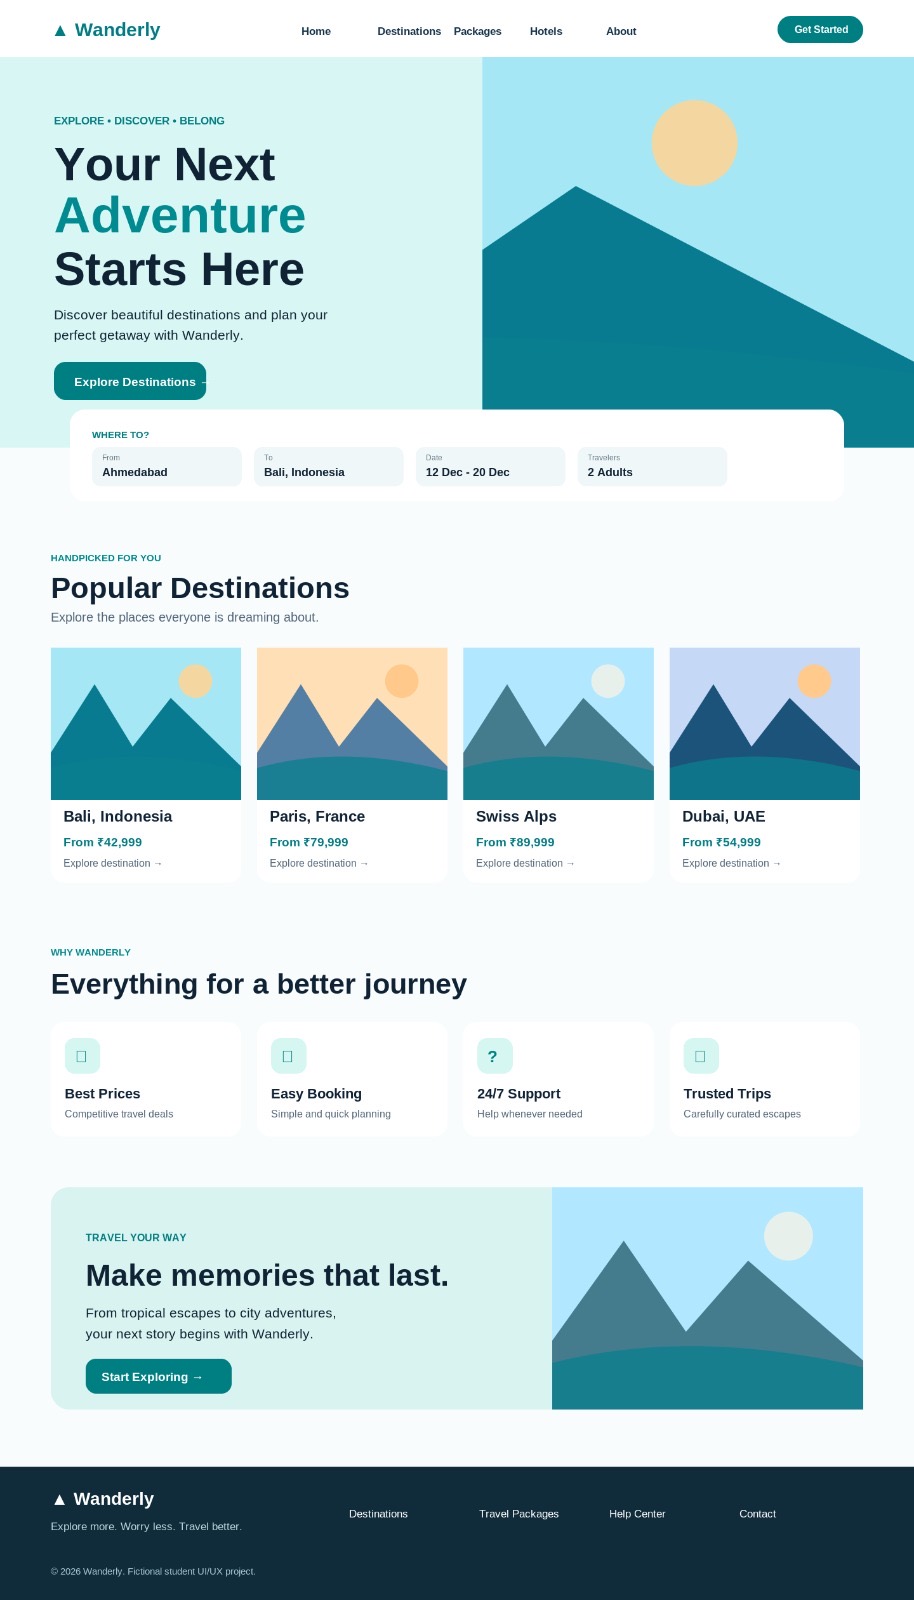 ▲ Wanderly
Home Destinations Packages Hotels About
Get Started
EXPLORE • DISCOVER • BELONG
Your Next
Adventure
Starts Here
Discover beautiful destinations and plan your
perfect getaway with Wanderly.
Explore Destinations →
WHERE TO?
From
Ahmedabad
To
Bali, Indonesia
Date
12 Dec - 20 Dec
Travelers
2 Adults
HANDPICKED FOR YOU
Popular Destinations
Explore the places everyone is dreaming about.
Bali, Indonesia
From ₹42,999
Explore destination →
Paris, France
From ₹79,999
Explore destination →
Swiss Alps
From ₹89,999
Explore destination →
Dubai, UAE
From ₹54,999
Explore destination →
WHY WANDERLY
Everything for a better journey
Best Prices
Competitive travel deals
Easy Booking
Simple and quick planning
?
24/7 Support
Help whenever needed
Trusted Trips
Carefully curated escapes
TRAVEL YOUR WAY
Make memories that last.
From tropical escapes to city adventures,
your next story begins with Wanderly.
Start Exploring →
▲ Wanderly
Explore more. Worry less. Travel better.
Destinations Travel Packages Help Center Contact
© 2026 Wanderly. Fictional student UI/UX project.